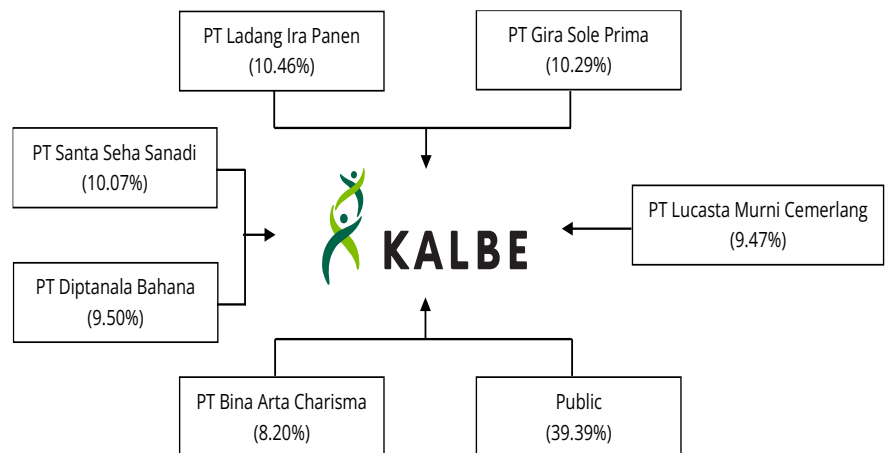 PT Ladang Ira Panen
(10.46%)
PT Gira Sole Prima
(10.29%)
PT Santa Seha Sanadi
(10.07%)
PT Lucasta Murni Cemerlang
(9.47%)
KALBE
PT Diptanala Bahana
(9.50%)
PT Bina Arta Charisma
(8.20%)
Public
(39.39%)